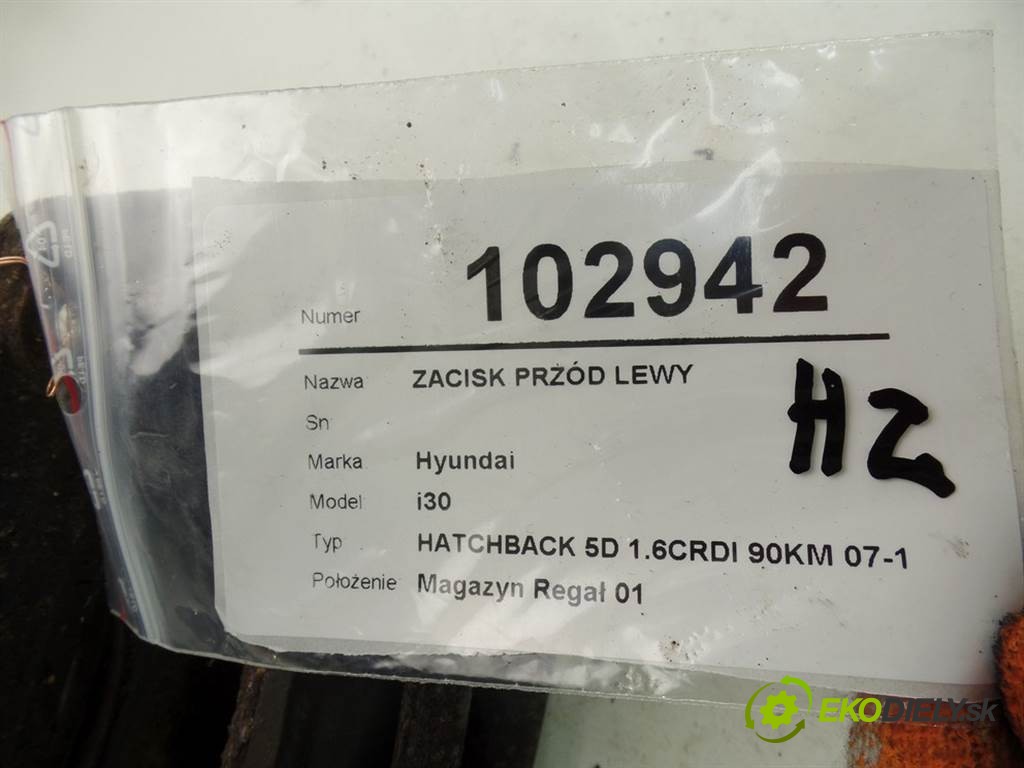 Numer 102942
Nazwa ZACISK PRZÓD LEWY
Sn
Marka Hyundai
Model i30
Typ HATCHBACK 5D 1.6CRDI 90KM 07-1
Położenie Magazyn Regał 01
HZ
EKODIELY.sk